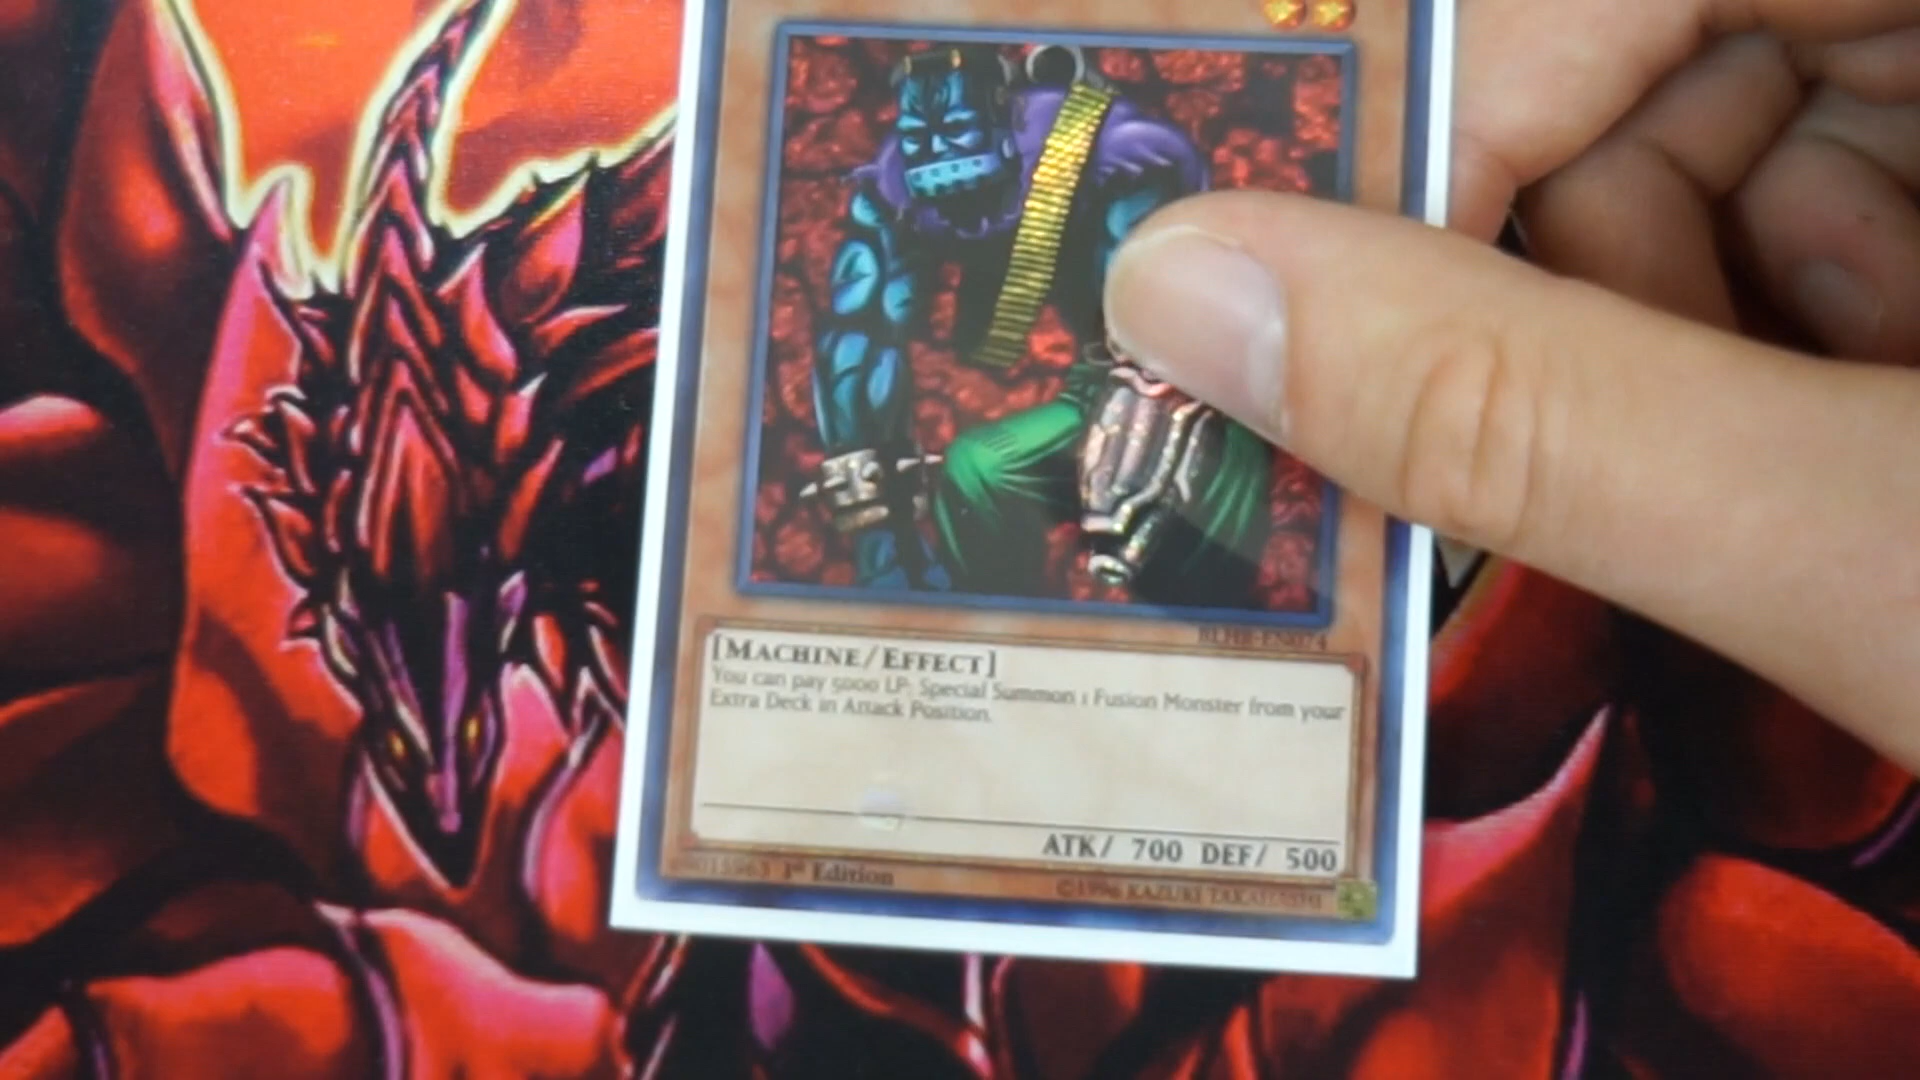 BLHR-EN074
[MACHINE/EFFECT]
You can pay 5000 LP; Special Summon 1 Fusion Monster from your
Extra Deck in Attack Position.
ATK/ 700 DEF/ 500
1st Edition
©1996 KAZUKI TAKAHASHI